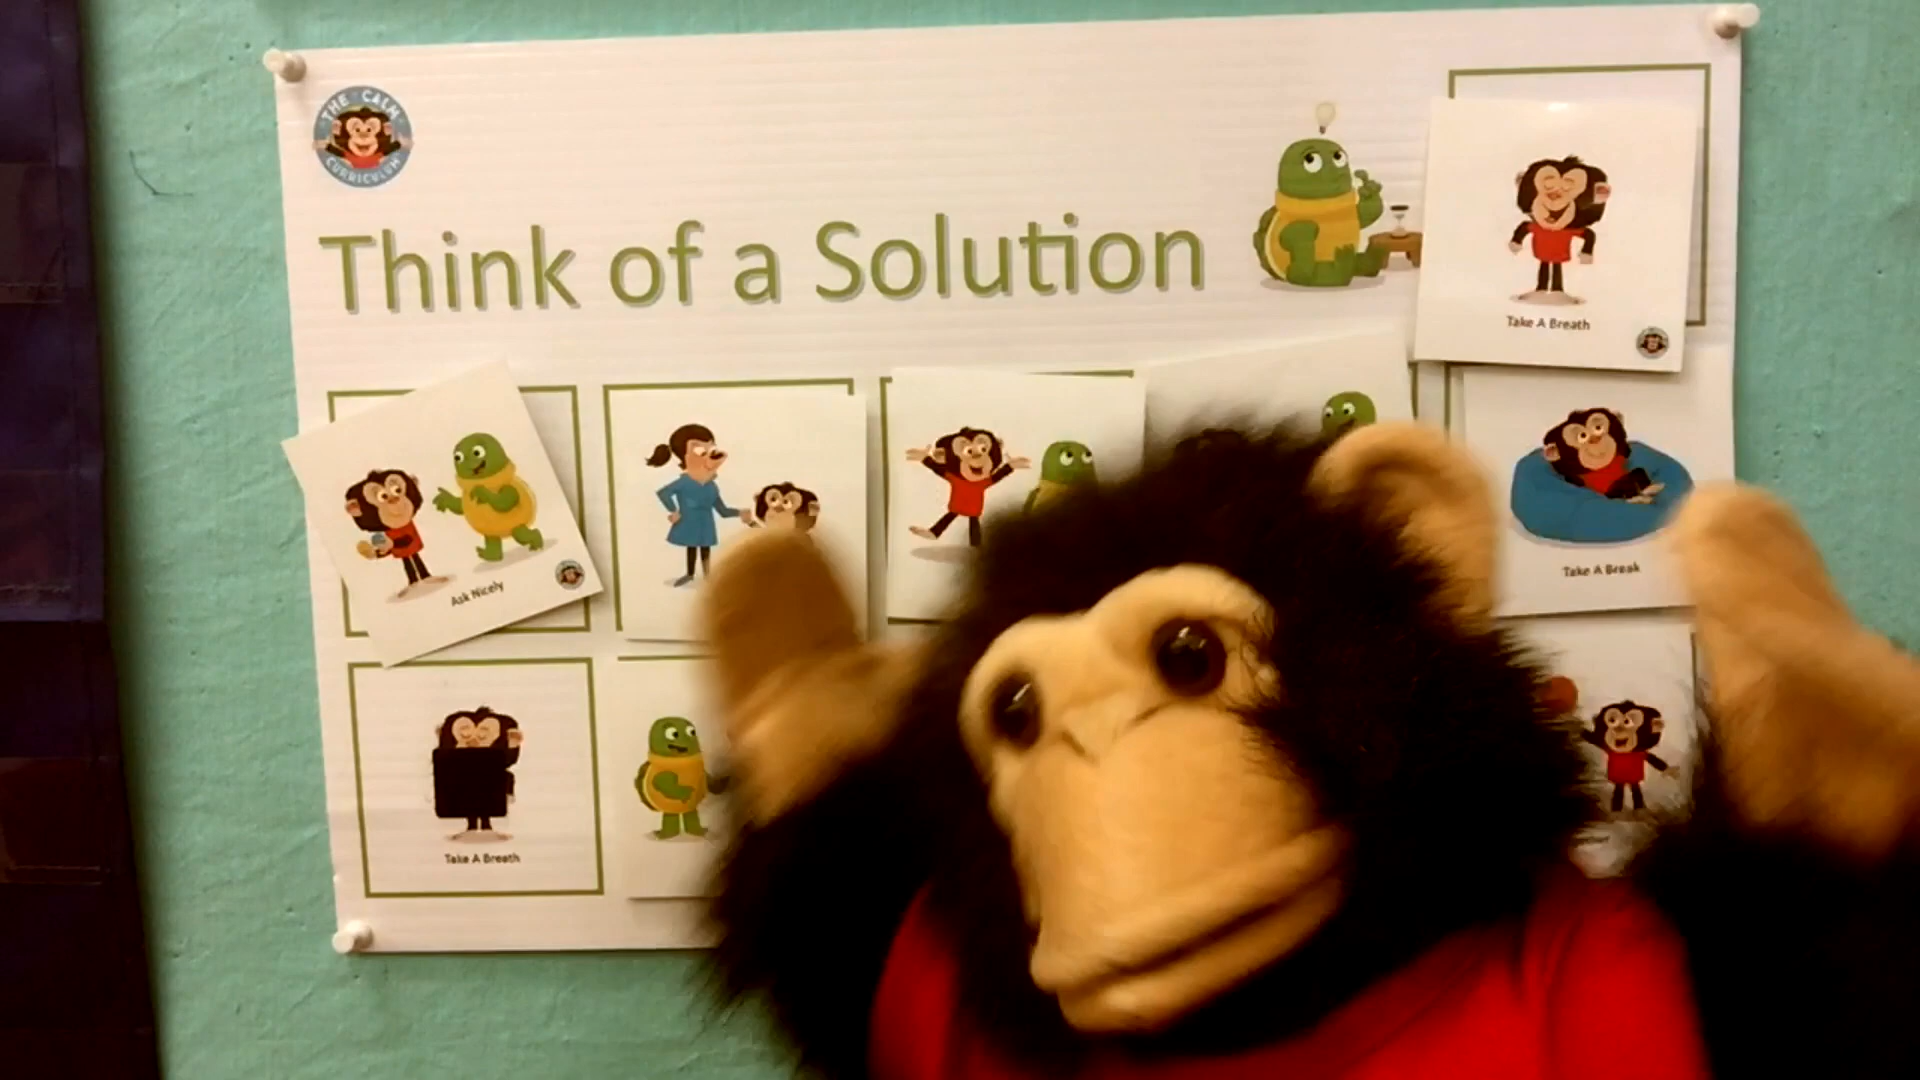 THE CALM
CURRICULUM
Think of a Solution
Take A Breath
Ask Nicely
Take A Break
Take A Breath